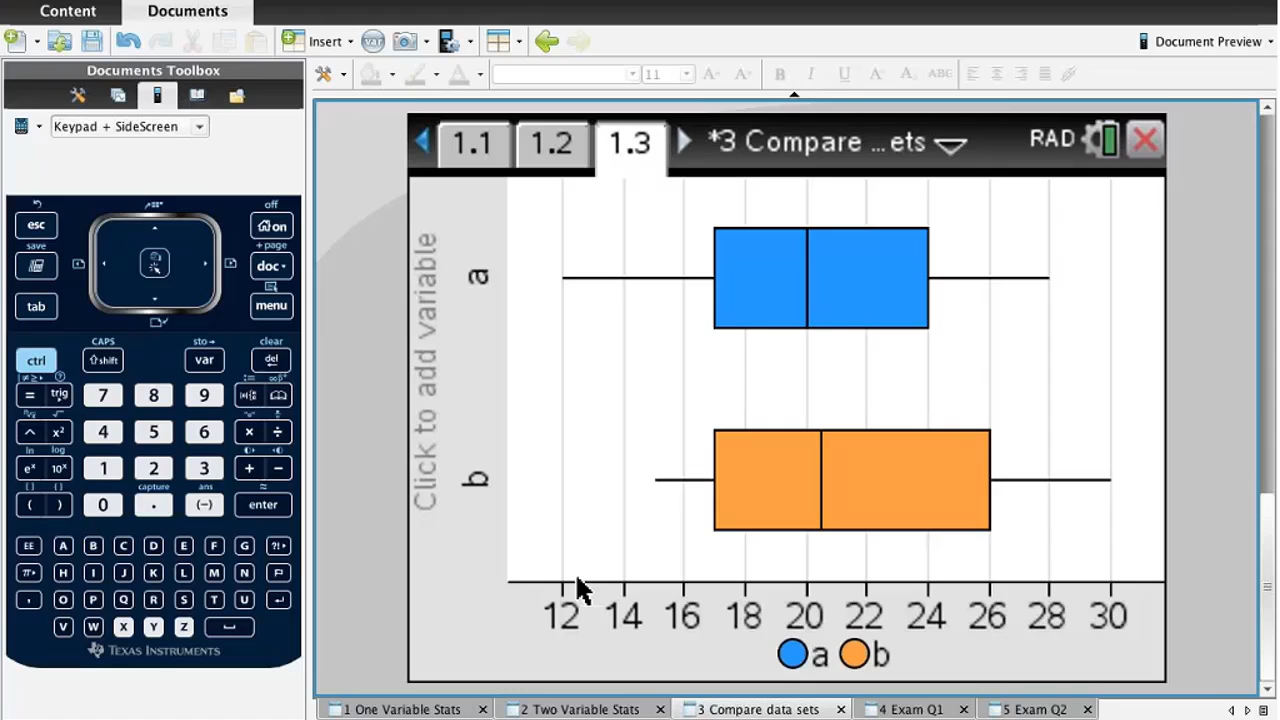 Content Documents
Insert var Document Preview
Documents Toolbox 11 B I U ABC
Keypad + SideScreen
1.1 1.2 1.3 *3 Compare ...ets RAD
off
esc on
save + page
doc
tab menu
CAPS sto→ clear
ctrl shift var del
= trig 7 8 9
^ x² 4 5 6 × ÷
ln log
eˣ 10ˣ 1 2 3 + −
capture ans ≈
( ) 0 . (−) enter
EE A B C D E F G ?!▸
π▸ H I J K L M N
, O P Q R S T U
V W X Y Z
TEXAS INSTRUMENTS
Click to add variable
a
b
12 14 16 18 20 22 24 26 28 30
a b
1 One Variable Stats 2 Two Variable Stats 3 Compare data sets 4 Exam Q1 5 Exam Q2